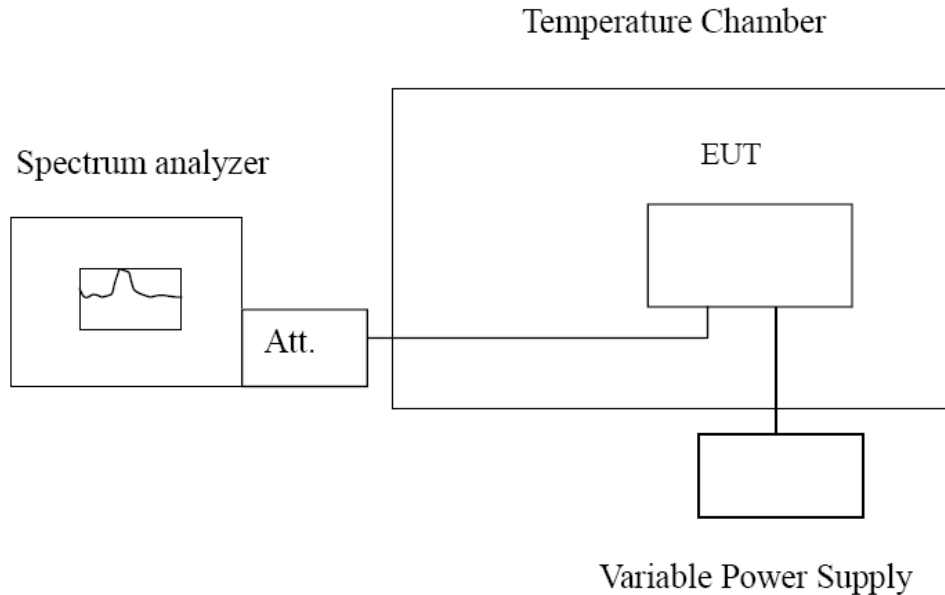 Temperature Chamber
Spectrum analyzer
EUT
Att.
Variable Power Supply